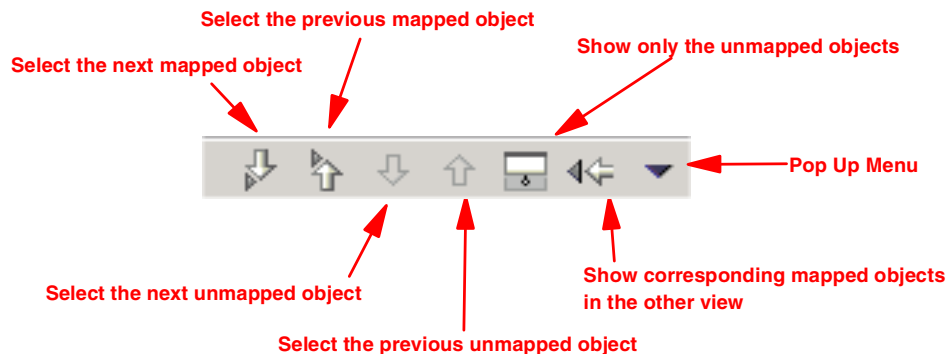 Select the previous mapped object
Show only the unmapped objects
Select the next mapped object
Pop Up Menu
Show corresponding mapped objects
in the other view
Select the next unmapped object
Select the previous unmapped object